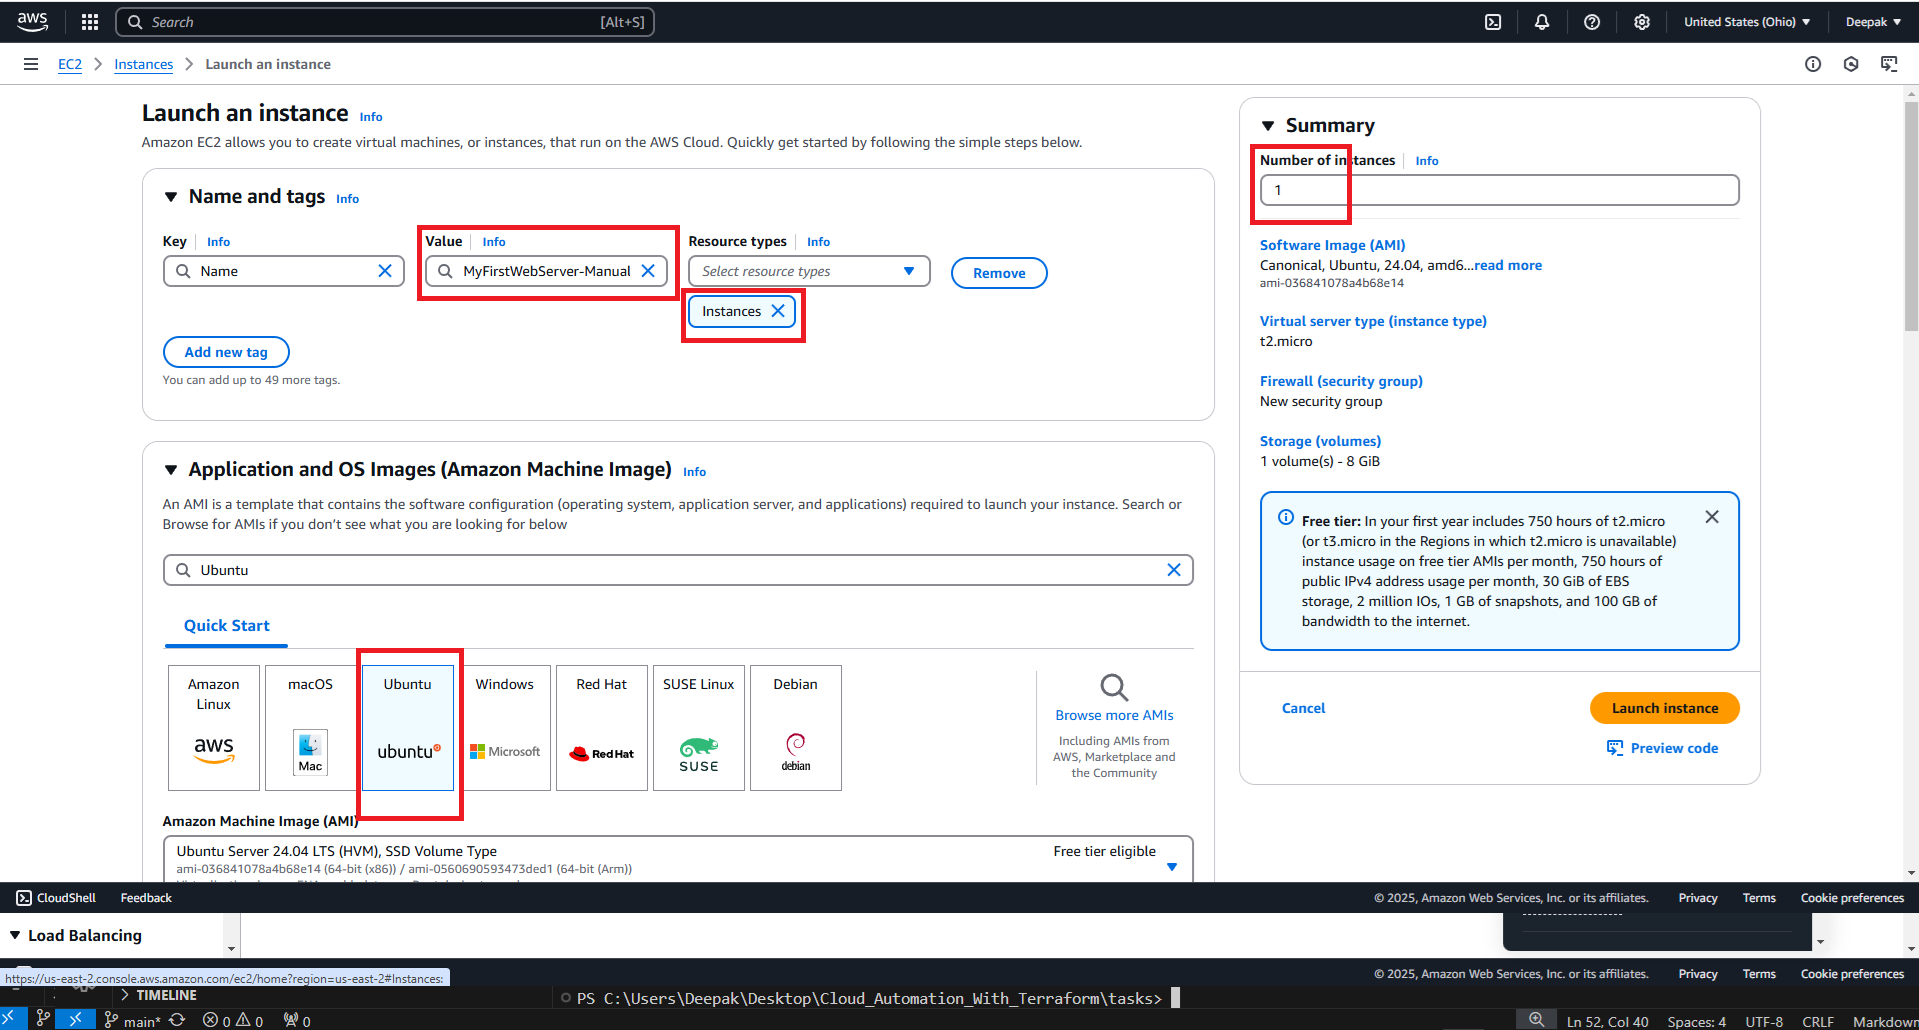 aws
Search
[Alt+S]
United States (Ohio)
Deepak
EC2
Instances
Launch an instance
Launch an instance Info
Amazon EC2 allows you to create virtual machines, or instances, that run on the AWS Cloud. Quickly get started by following the simple steps below.
Name and tags Info
Key Info
Name
Value Info
MyFirstWebServer-Manual
Resource types Info
Select resource types
Instances
Remove
Add new tag
You can add up to 49 more tags.
Application and OS Images (Amazon Machine Image) Info
An AMI is a template that contains the software configuration (operating system, application server, and applications) required to launch your instance. Search or
Browse for AMIs if you don't see what you are looking for below
Ubuntu
Quick Start
Amazon
Linux
aws
macOS
Mac
Ubuntu
ubuntu
Windows
Microsoft
Red Hat
Red Hat
SUSE Linux
SUSE
Debian
debian
Browse more AMIs
Including AMIs from
AWS, Marketplace and
the Community
Amazon Machine Image (AMI)
Ubuntu Server 24.04 LTS (HVM), SSD Volume Type
Free tier eligible
ami-036841078a4b68e14 (64-bit (x86)) / ami-0560690593473ded1 (64-bit (Arm))
Summary
Number of instances Info
1
Software Image (AMI)
Canonical, Ubuntu, 24.04, amd6...read more
ami-036841078a4b68e14
Virtual server type (instance type)
t2.micro
Firewall (security group)
New security group
Storage (volumes)
1 volume(s) - 8 GiB
Free tier: In your first year includes 750 hours of t2.micro
(or t3.micro in the Regions in which t2.micro is unavailable)
instance usage on free tier AMIs per month, 750 hours of
public IPv4 address usage per month, 30 GiB of EBS
storage, 2 million IOs, 1 GB of snapshots, and 100 GB of
bandwidth to the internet.
Cancel
Launch instance
Preview code
CloudShell
Feedback
© 2025, Amazon Web Services, Inc. or its affiliates.
Privacy
Terms
Cookie preferences
Load Balancing
https://us-east-2.console.aws.amazon.com/ec2/home?region=us-east-2#Instances:
© 2025, Amazon Web Services, Inc. or its affiliates.
Privacy
Terms
Cookie preferences
TIMELINE
PS C:\Users\Deepak\Desktop\Cloud_Automation_With_Terraform\tasks>
main*
0
0
0
Ln 52, Col 40
Spaces: 4
UTF-8
CRLF
Markdown